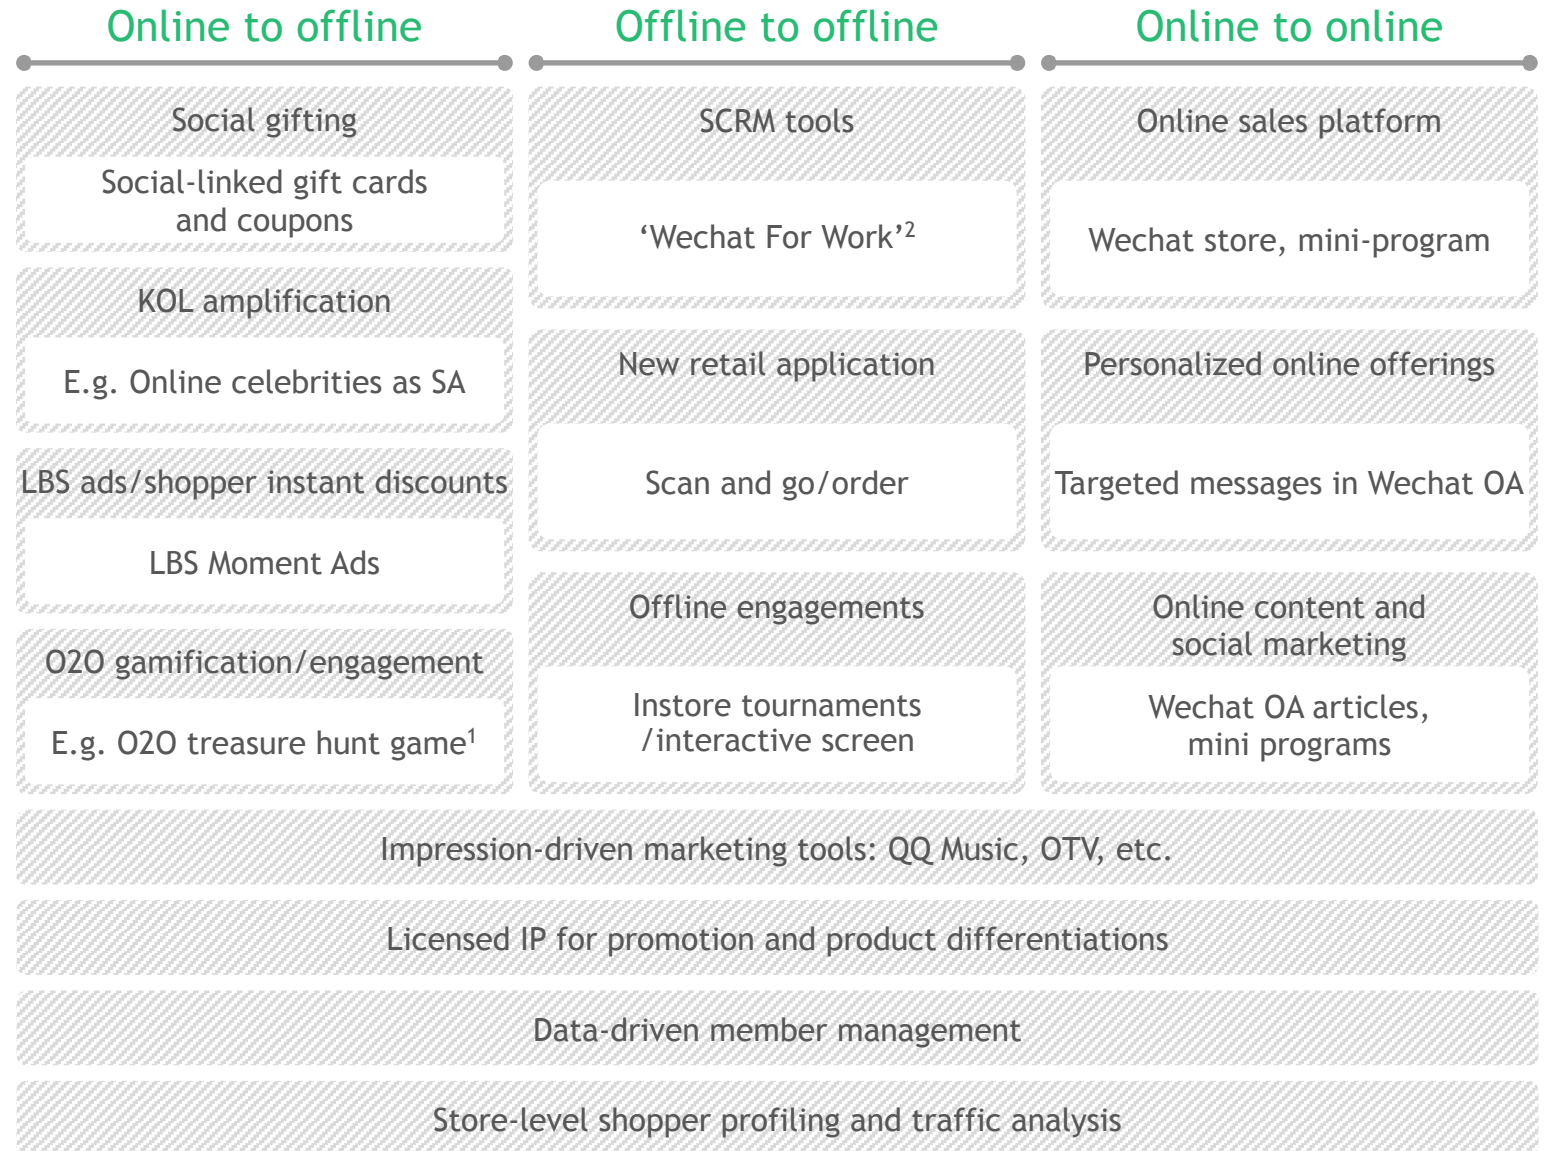 Online to offline
Social gifting
Social-linked gift cards
and coupons
KOL amplification
E.g. Online celebrities as SA
LBS ads/shopper instant discounts
LBS Moment Ads
O2O gamification/engagement
E.g. O2O treasure hunt game¹
Offline to offline
SCRM tools
‘Wechat For Work’²
New retail application
Scan and go/order
Offline engagements
Instore tournaments
/interactive screen
Online to online
Online sales platform
Wechat store, mini-program
Personalized online offerings
Targeted messages in Wechat OA
Online content and
social marketing
Wechat OA articles,
mini programs
Impression-driven marketing tools: QQ Music, OTV, etc.
Licensed IP for promotion and product differentiations
Data-driven member management
Store-level shopper profiling and traffic analysis